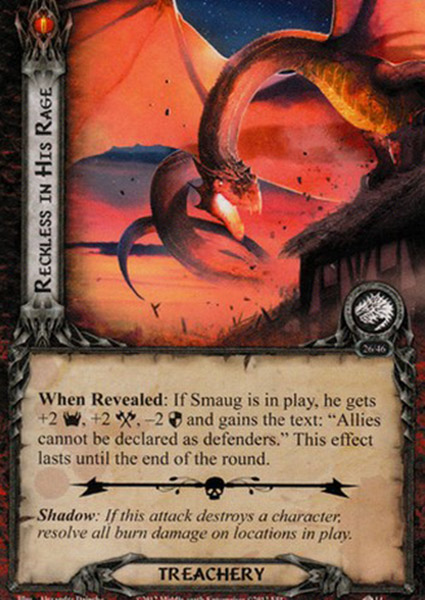 RECKLESS IN HIS RAGE
26/46
When Revealed: If Smaug is in play, he gets
+2 , +2 , –2 and gains the text: “Allies
cannot be declared as defenders.” This effect
lasts until the end of the round.
Shadow: If this attack destroys a character,
resolve all burn damage on locations in play.
TREACHERY